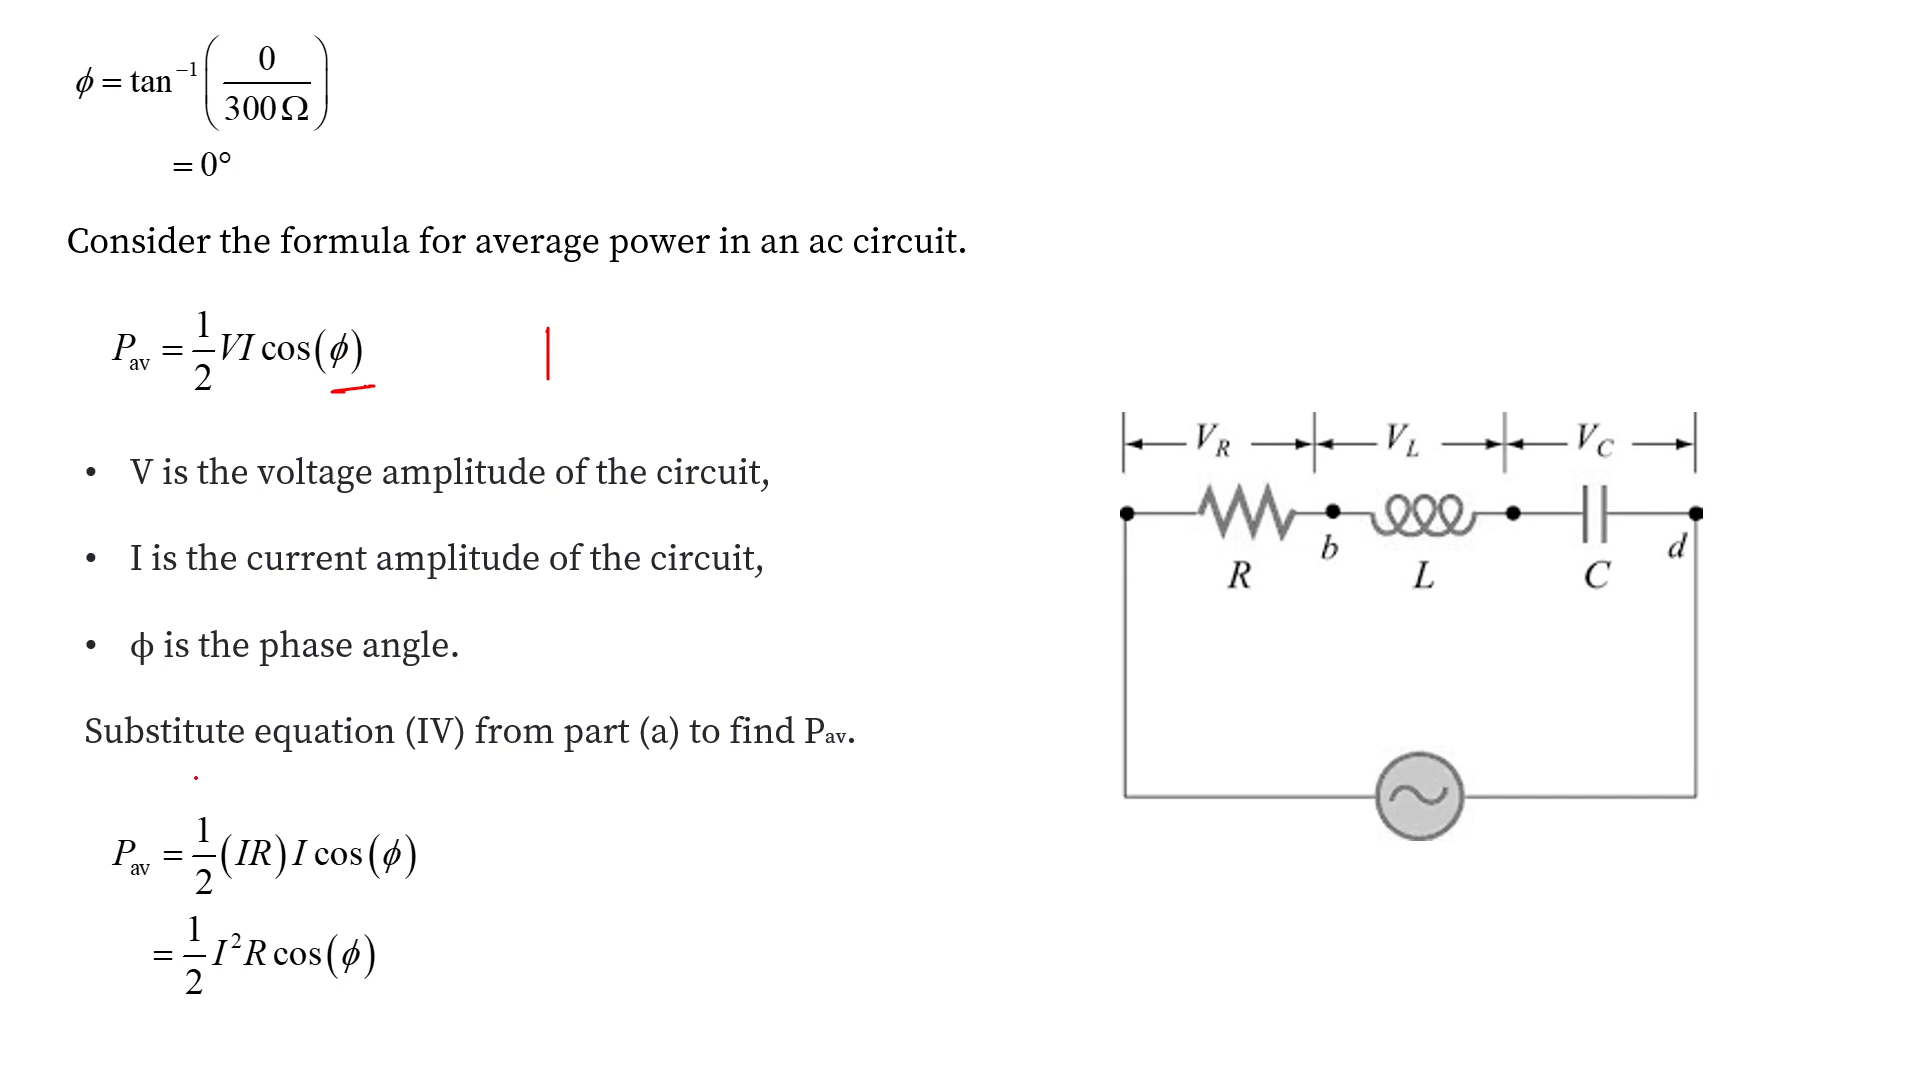 ϕ = tan⁻¹(0/300 Ω)
= 0°
Consider the formula for average power in an ac circuit.
P_av = 1/2 VI cos(ϕ)
• V is the voltage amplitude of the circuit,
• I is the current amplitude of the circuit,
• ϕ is the phase angle.
Substitute equation (IV) from part (a) to find Pav.
P_av = 1/2 (IR) I cos(ϕ)
= 1/2 I² R cos(ϕ)
V_R V_L V_C
b d
R L C